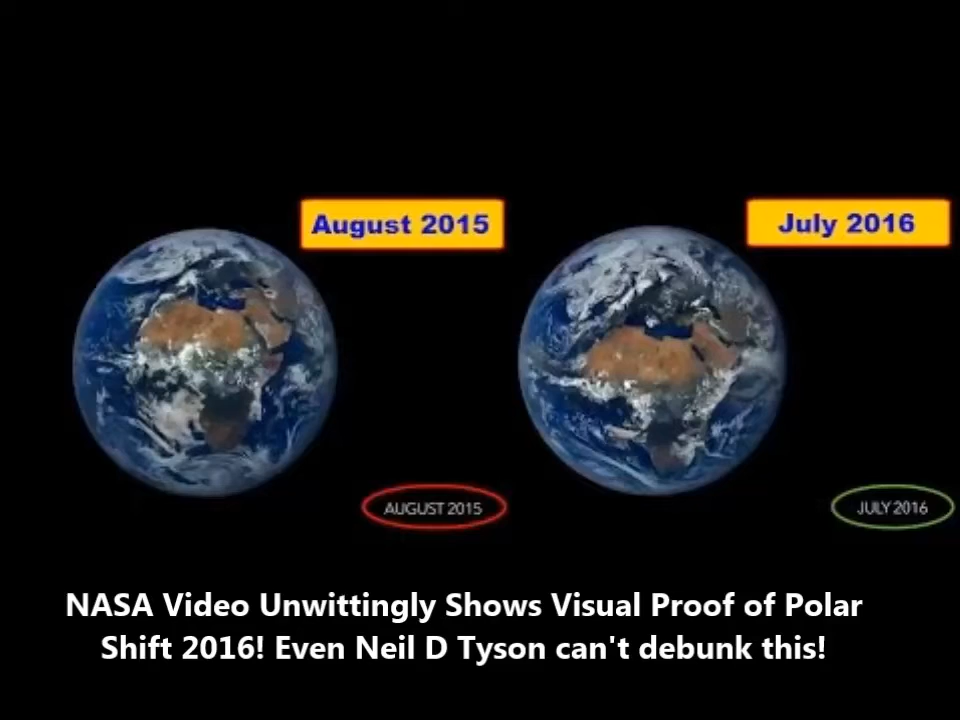 August 2015
July 2016
AUGUST 2015
JULY 2016
NASA Video Unwittingly Shows Visual Proof of Polar
Shift 2016! Even Neil D Tyson can't debunk this!